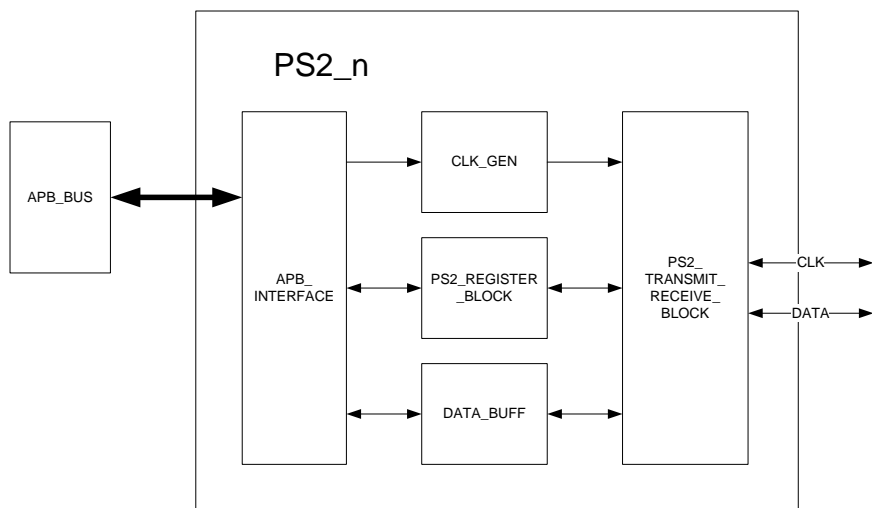 PS2_n
APB_BUS
APB_
INTERFACE
CLK_GEN
PS2_REGISTER
_BLOCK
DATA_BUFF
PS2_
TRANSMIT_
RECEIVE_
BLOCK
CLK
DATA